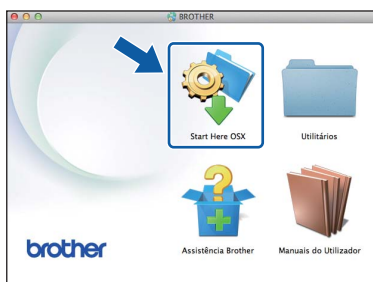 BROTHER
Start Here OSX
Utilitários
Assistência Brother
Manuais do Utilizador
brother